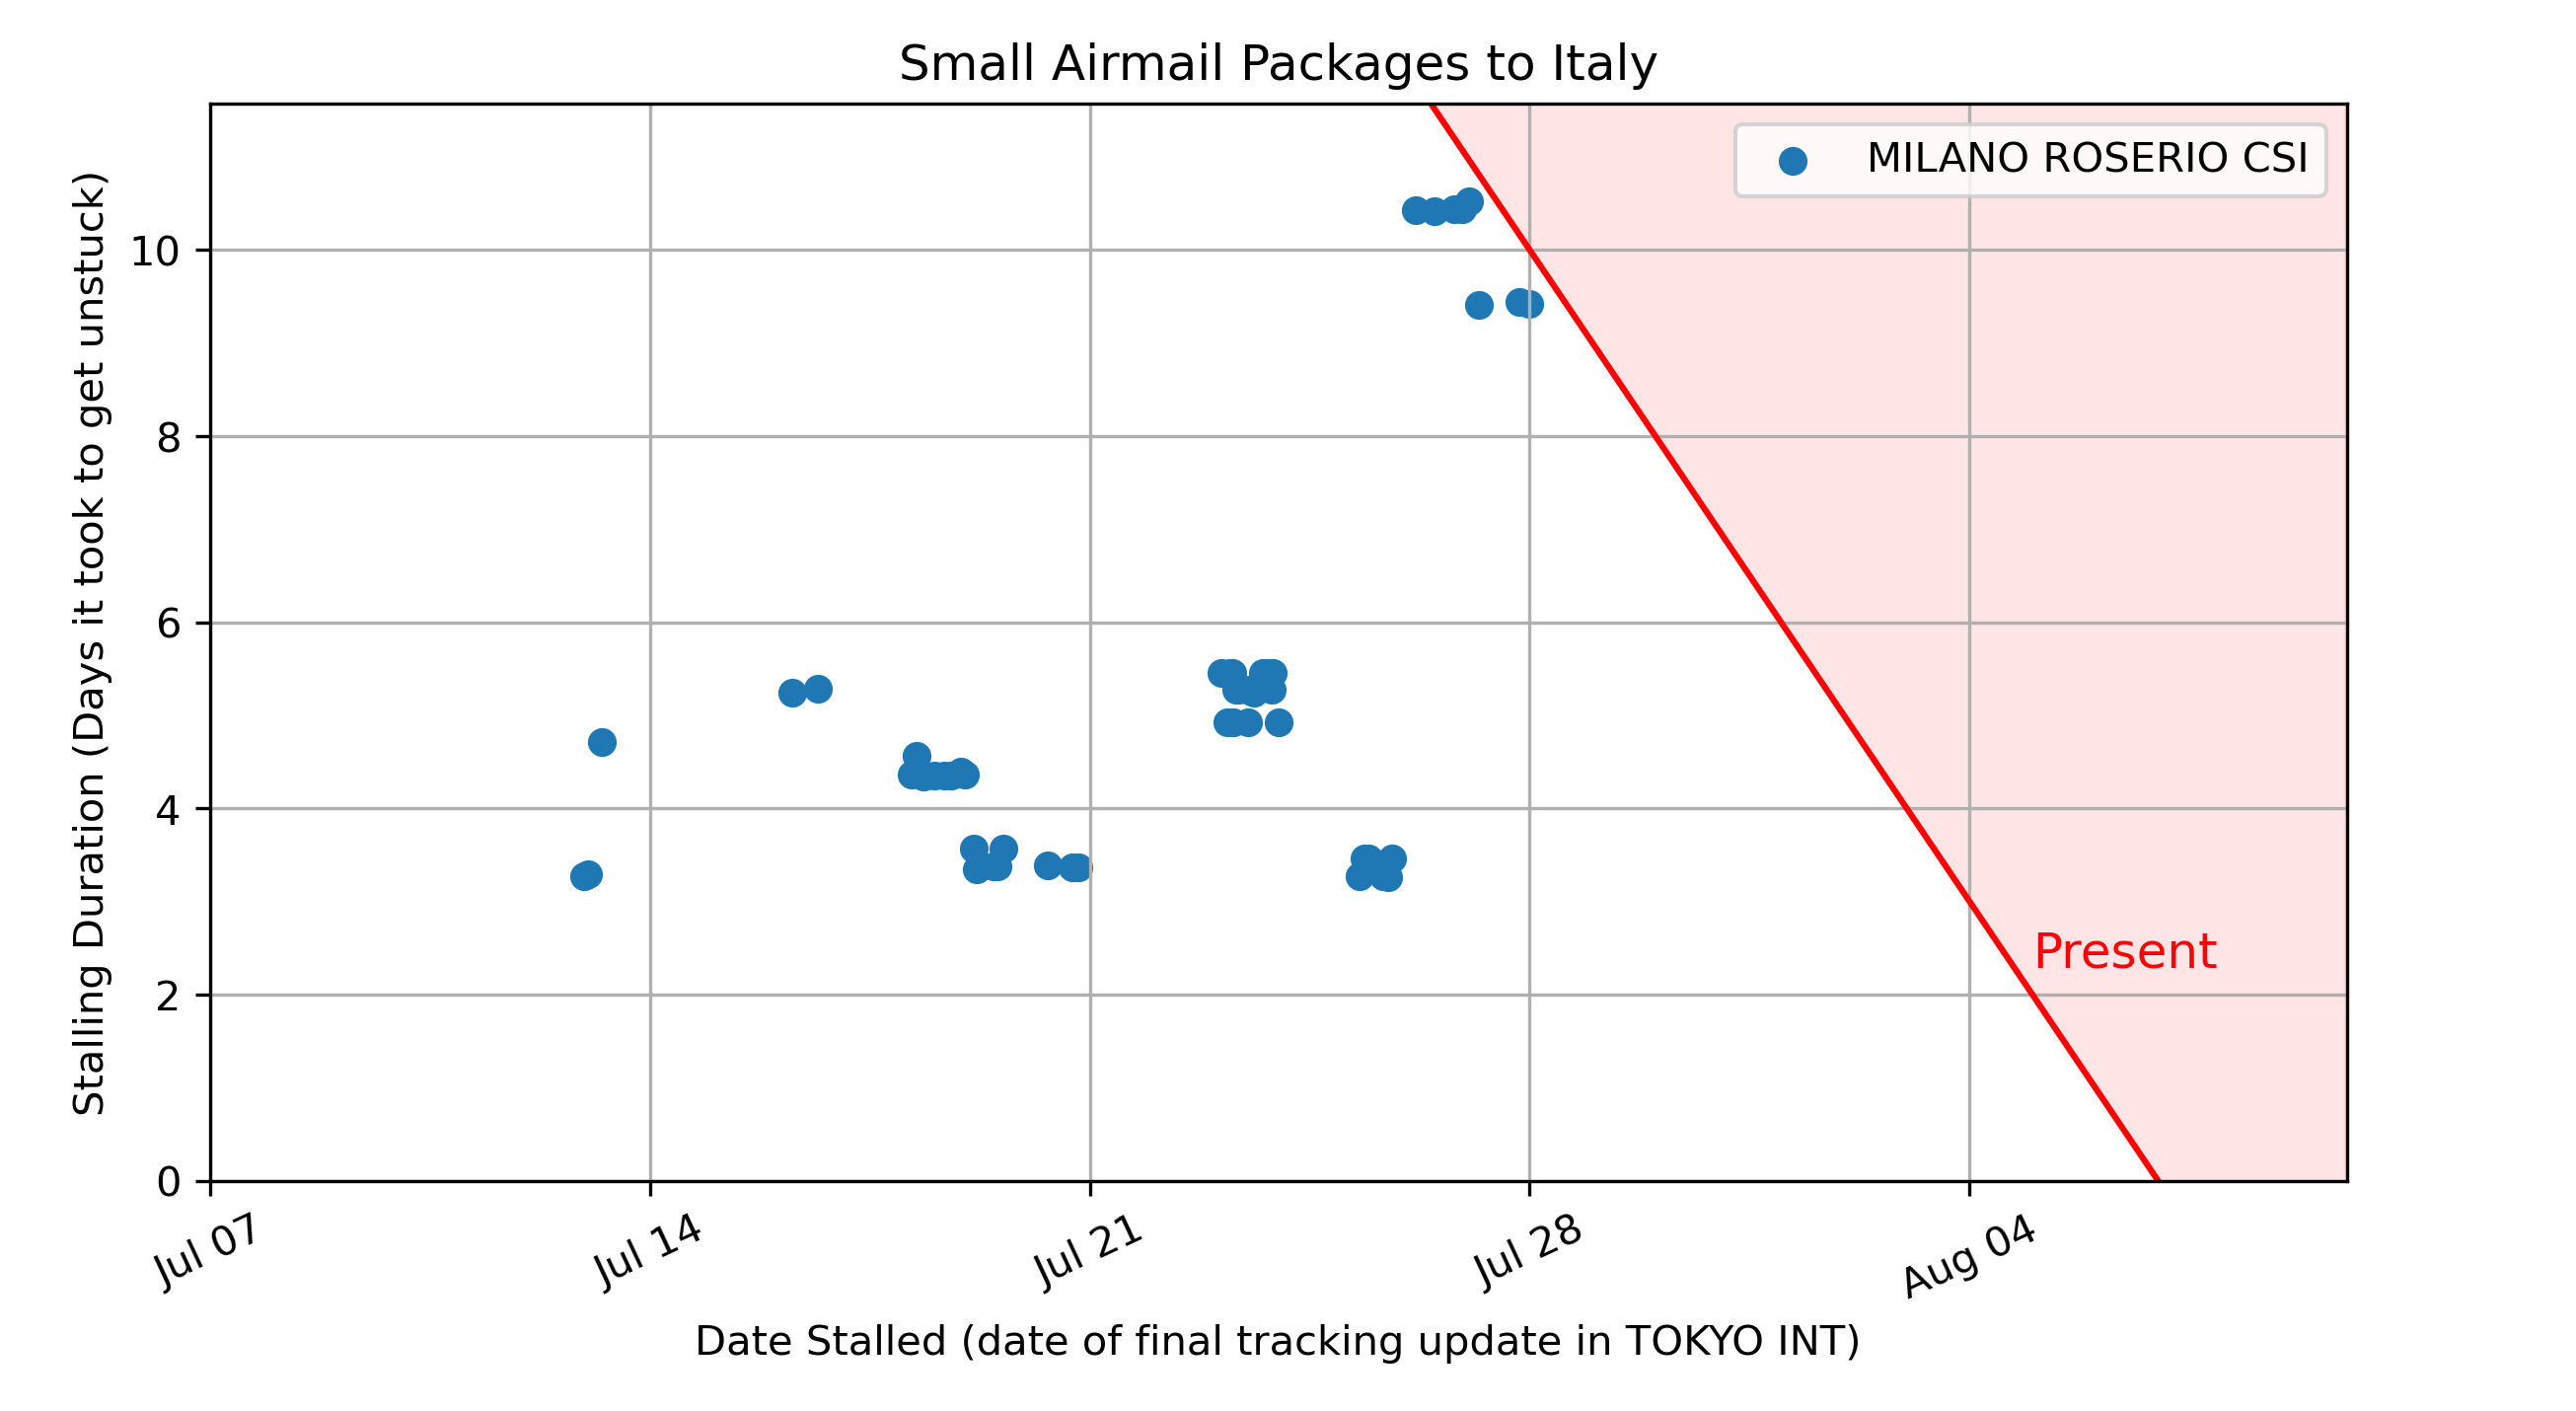 Small Airmail Packages to Italy
MILANO ROSERIO CSI
Stalling Duration (Days it took to get unstuck)
10
8
6
4
2
0
Present
Jul 07
Jul 14
Jul 21
Jul 28
Aug 04
Date Stalled (date of final tracking update in TOKYO INT)